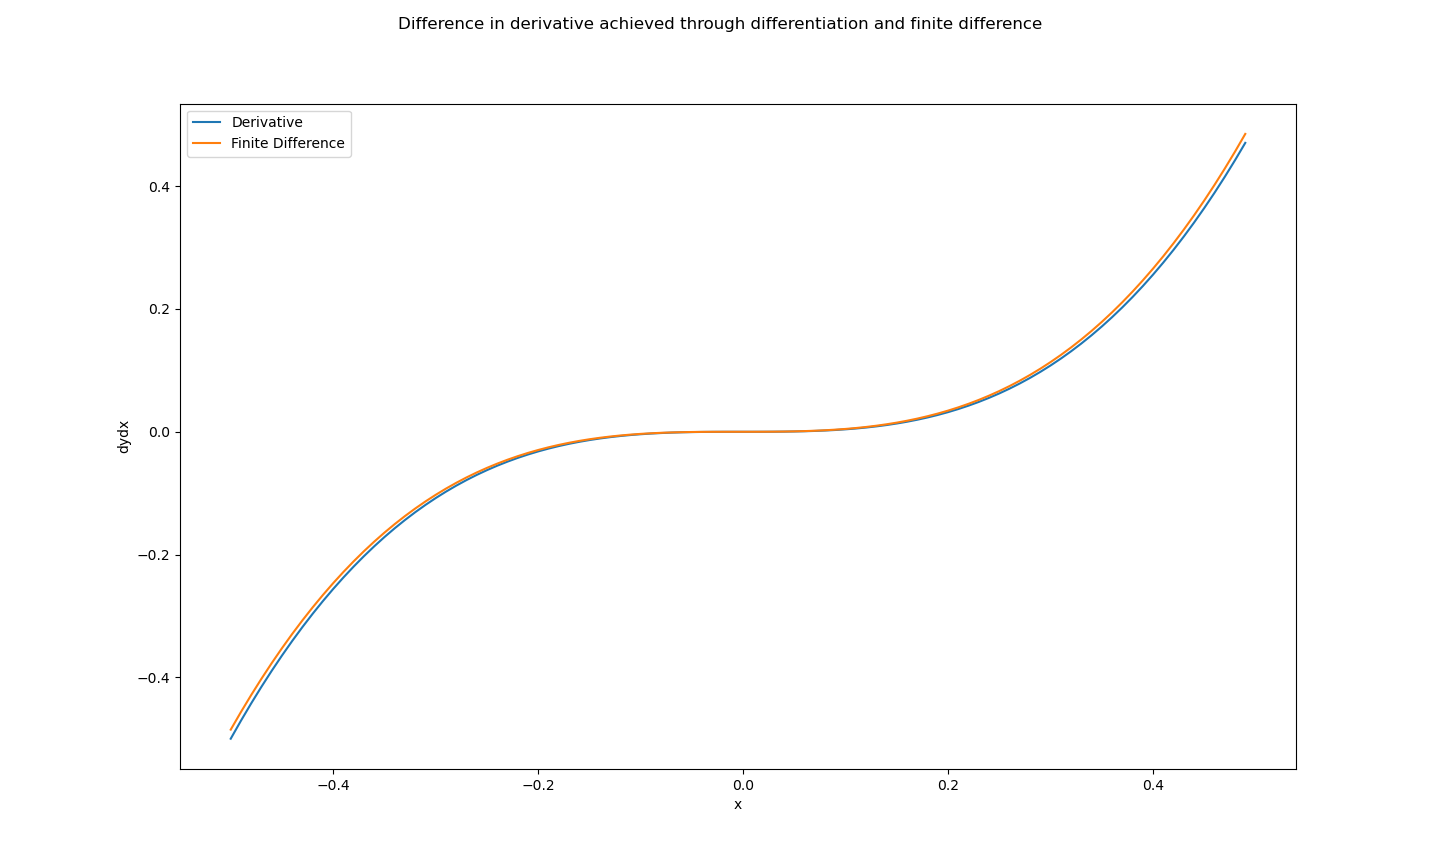 Difference in derivative achieved through differentiation and finite difference
Derivative
Finite Difference
0.4
0.2
0.0
−0.2
−0.4
dydx
−0.4
−0.2
0.0
0.2
0.4
x